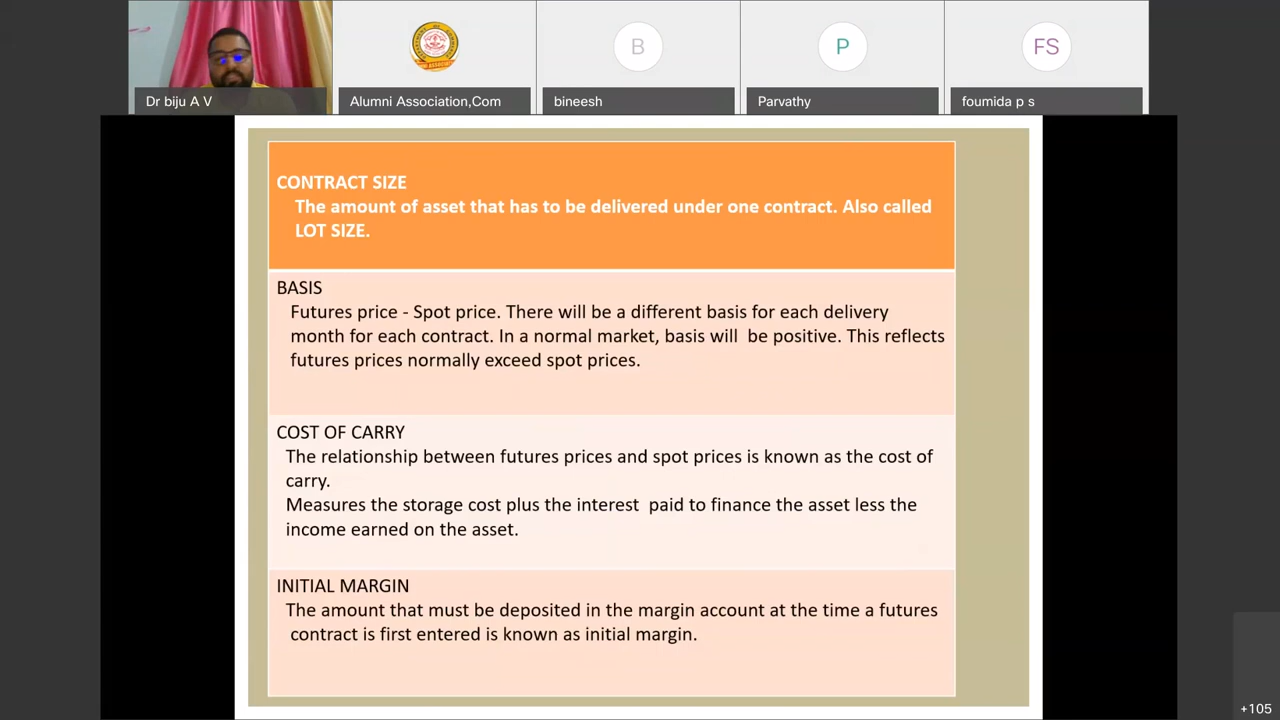 B
P
FS
Dr biju A V
Alumni Association,Com
bineesh
Parvathy
foumida p s
CONTRACT SIZE
The amount of asset that has to be delivered under one contract. Also called
LOT SIZE.
BASIS
Futures price - Spot price. There will be a different basis for each delivery
month for each contract. In a normal market, basis will  be positive. This reflects
futures prices normally exceed spot prices.
COST OF CARRY
The relationship between futures prices and spot prices is known as the cost of
carry.
Measures the storage cost plus the interest  paid to finance the asset less the
income earned on the asset.
INITIAL MARGIN
The amount that must be deposited in the margin account at the time a futures
contract is first entered is known as initial margin.
+105